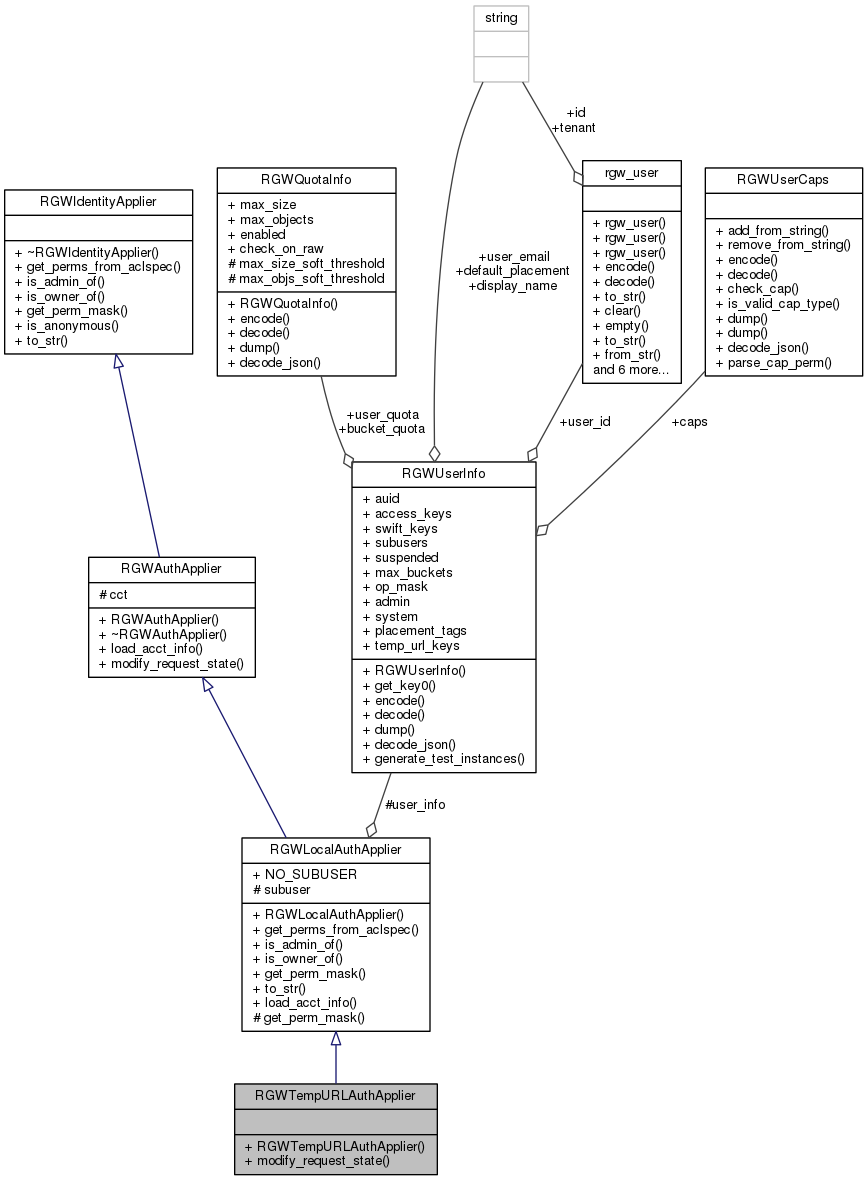 string
+id
+tenant
RGWIdentityApplier
+ ~RGWIdentityApplier()
+ get_perms_from_aclspec()
+ is_admin_of()
+ is_owner_of()
+ get_perm_mask()
+ is_anonymous()
+ to_str()
RGWQuotaInfo
+ max_size
+ max_objects
+ enabled
+ check_on_raw
# max_size_soft_threshold
# max_objs_soft_threshold
+ RGWQuotaInfo()
+ encode()
+ decode()
+ dump()
+ decode_json()
+user_email
+default_placement
+display_name
rgw_user
+ rgw_user()
+ rgw_user()
+ rgw_user()
+ encode()
+ decode()
+ to_str()
+ clear()
+ empty()
+ to_str()
+ from_str()
and 6 more...
RGWUserCaps
+ add_from_string()
+ remove_from_string()
+ encode()
+ decode()
+ check_cap()
+ is_valid_cap_type()
+ dump()
+ dump()
+ decode_json()
+ parse_cap_perm()
+user_quota
+bucket_quota
+user_id
+caps
RGWUserInfo
+ auid
+ access_keys
+ swift_keys
+ subusers
+ suspended
+ max_buckets
+ op_mask
+ admin
+ system
+ placement_tags
+ temp_url_keys
+ RGWUserInfo()
+ get_key0()
+ encode()
+ decode()
+ dump()
+ decode_json()
+ generate_test_instances()
RGWAuthApplier
# cct
+ RGWAuthApplier()
+ ~RGWAuthApplier()
+ load_acct_info()
+ modify_request_state()
#user_info
RGWLocalAuthApplier
+ NO_SUBUSER
# subuser
+ RGWLocalAuthApplier()
+ get_perms_from_aclspec()
+ is_admin_of()
+ is_owner_of()
+ get_perm_mask()
+ to_str()
+ load_acct_info()
# get_perm_mask()
RGWTempURLAuthApplier
+ RGWTempURLAuthApplier()
+ modify_request_state()